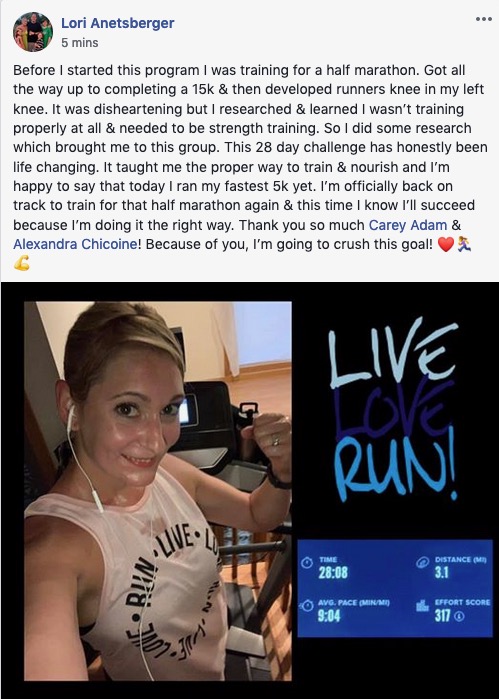 Lori Anetsberger
5 mins
Before I started this program I was training for a half marathon. Got all
the way up to completing a 15k & then developed runners knee in my left
knee. It was disheartening but I researched & learned I wasn't training
properly at all & needed to be strength training. So I did some research
which brought me to this group. This 28 day challenge has honestly been
life changing. It taught me the proper way to train & nourish and I'm
happy to say that today I ran my fastest 5k yet. I'm officially back on
track to train for that half marathon again & this time I know I'll succeed
because I'm doing it the right way. Thank you so much Carey Adam &
Alexandra Chicoine! Because of you, I'm going to crush this goal! ❤️🏃‍♀️
💪
LIVE
LOVE
RUN!
RUN • LIVE • LO
TIME
28:08
DISTANCE (MI)
3.1
AVG. PACE (MIN/MI)
9:04
EFFORT SCORE
317